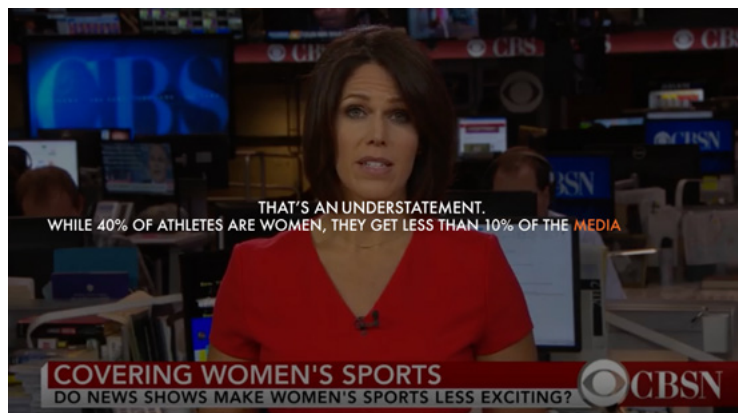 CBS
CBS
CBS
CB
CBSN
BSN
THAT'S AN UNDERSTATEMENT.
WHILE 40% OF ATHLETES ARE WOMEN, THEY GET LESS THAN 10% OF THE MEDIA
COVERING WOMEN'S SPORTS
DO NEWS SHOWS MAKE WOMEN'S SPORTS LESS EXCITING?
CBSN